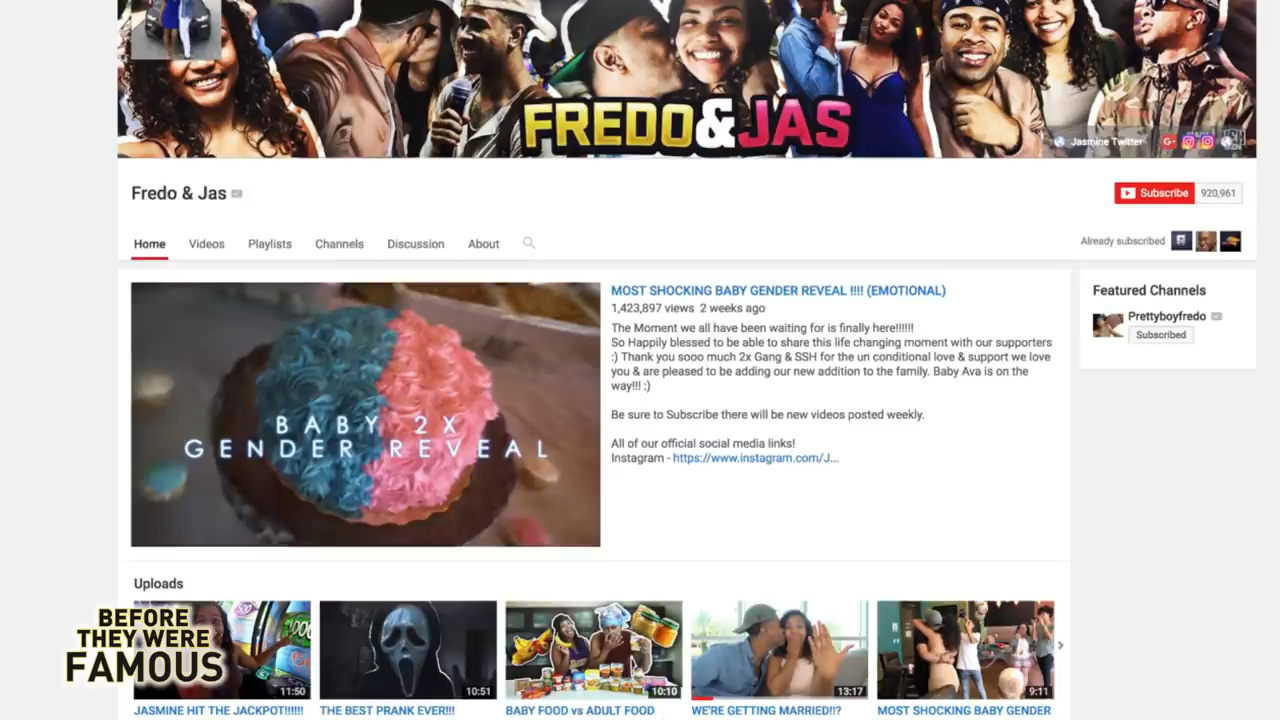 FREDO&JAS
Jasmine Twitter
Fredo & Jas
Subscribe 920,961
Home Videos Playlists Channels Discussion About
Already subscribed
MOST SHOCKING BABY GENDER REVEAL !!!! (EMOTIONAL)
1,423,897 views 2 weeks ago
The Moment we all have been waiting for is finally here!!!!!!
So Happily blessed to be able to share this life changing moment with our supporters
:) Thank you sooo much 2x Gang & SSH for the un conditional love & support we love
you & are pleased to be adding our new addition to the family. Baby Ava is on the
way!!! :)
Be sure to Subscribe there will be new videos posted weekly.
All of our official social media links!
Instagram - https://www.instagram.com/J...
BABY 2X
GENDER REVEAL
Featured Channels
Prettyboyfredo
Subscribed
Uploads
11:50
10:51
10:10
13:17
9:11
JASMINE HIT THE JACKPOT!!!!!!
THE BEST PRANK EVER!!!
BABY FOOD vs ADULT FOOD
WE'RE GETTING MARRIED!!?
MOST SHOCKING BABY GENDER
BEFORE
THEY WERE
FAMOUS